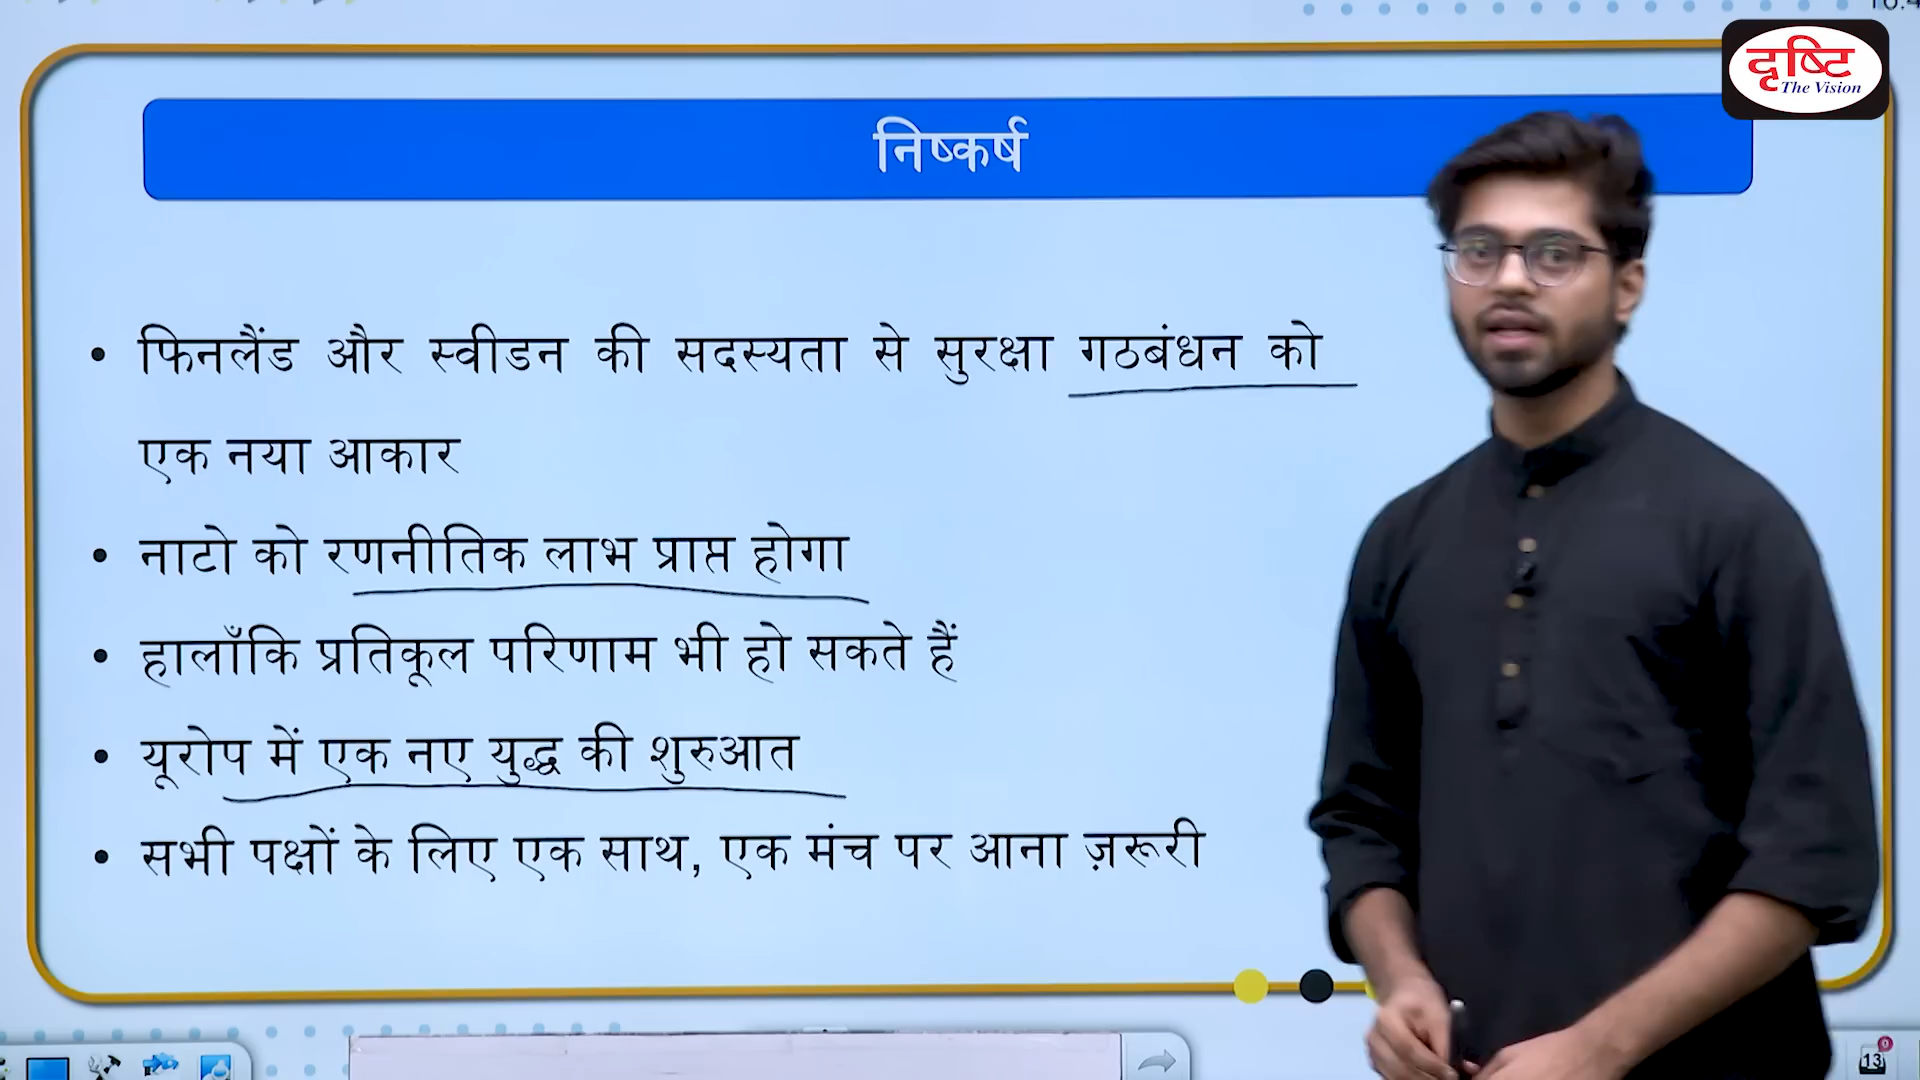 दृष्टि
The Vision
निष्कर्ष
• फिनलैंड और स्वीडन की सदस्यता से सुरक्षा गठबंधन को
एक नया आकार
• नाटो को रणनीतिक लाभ प्राप्त होगा
• हालाँकि प्रतिकूल परिणाम भी हो सकते हैं
• यूरोप में एक नए युद्ध की शुरुआत
• सभी पक्षों के लिए एक साथ, एक मंच पर आना ज़रूरी
13